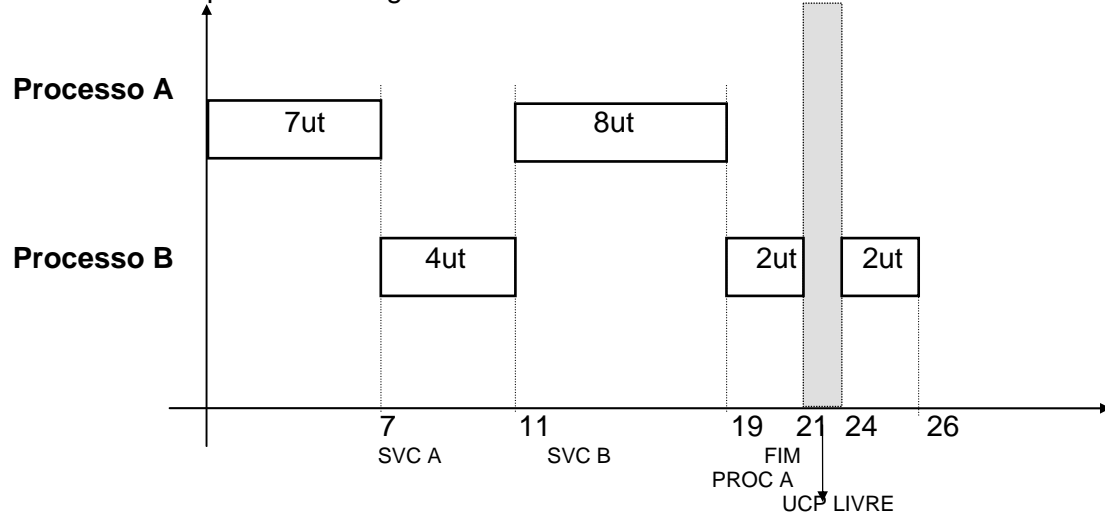 Processo A
7ut
8ut
Processo B
4ut
2ut
2ut
7
11
19
21
24
26
SVC A
SVC B
FIM
PROC A
UCP LIVRE